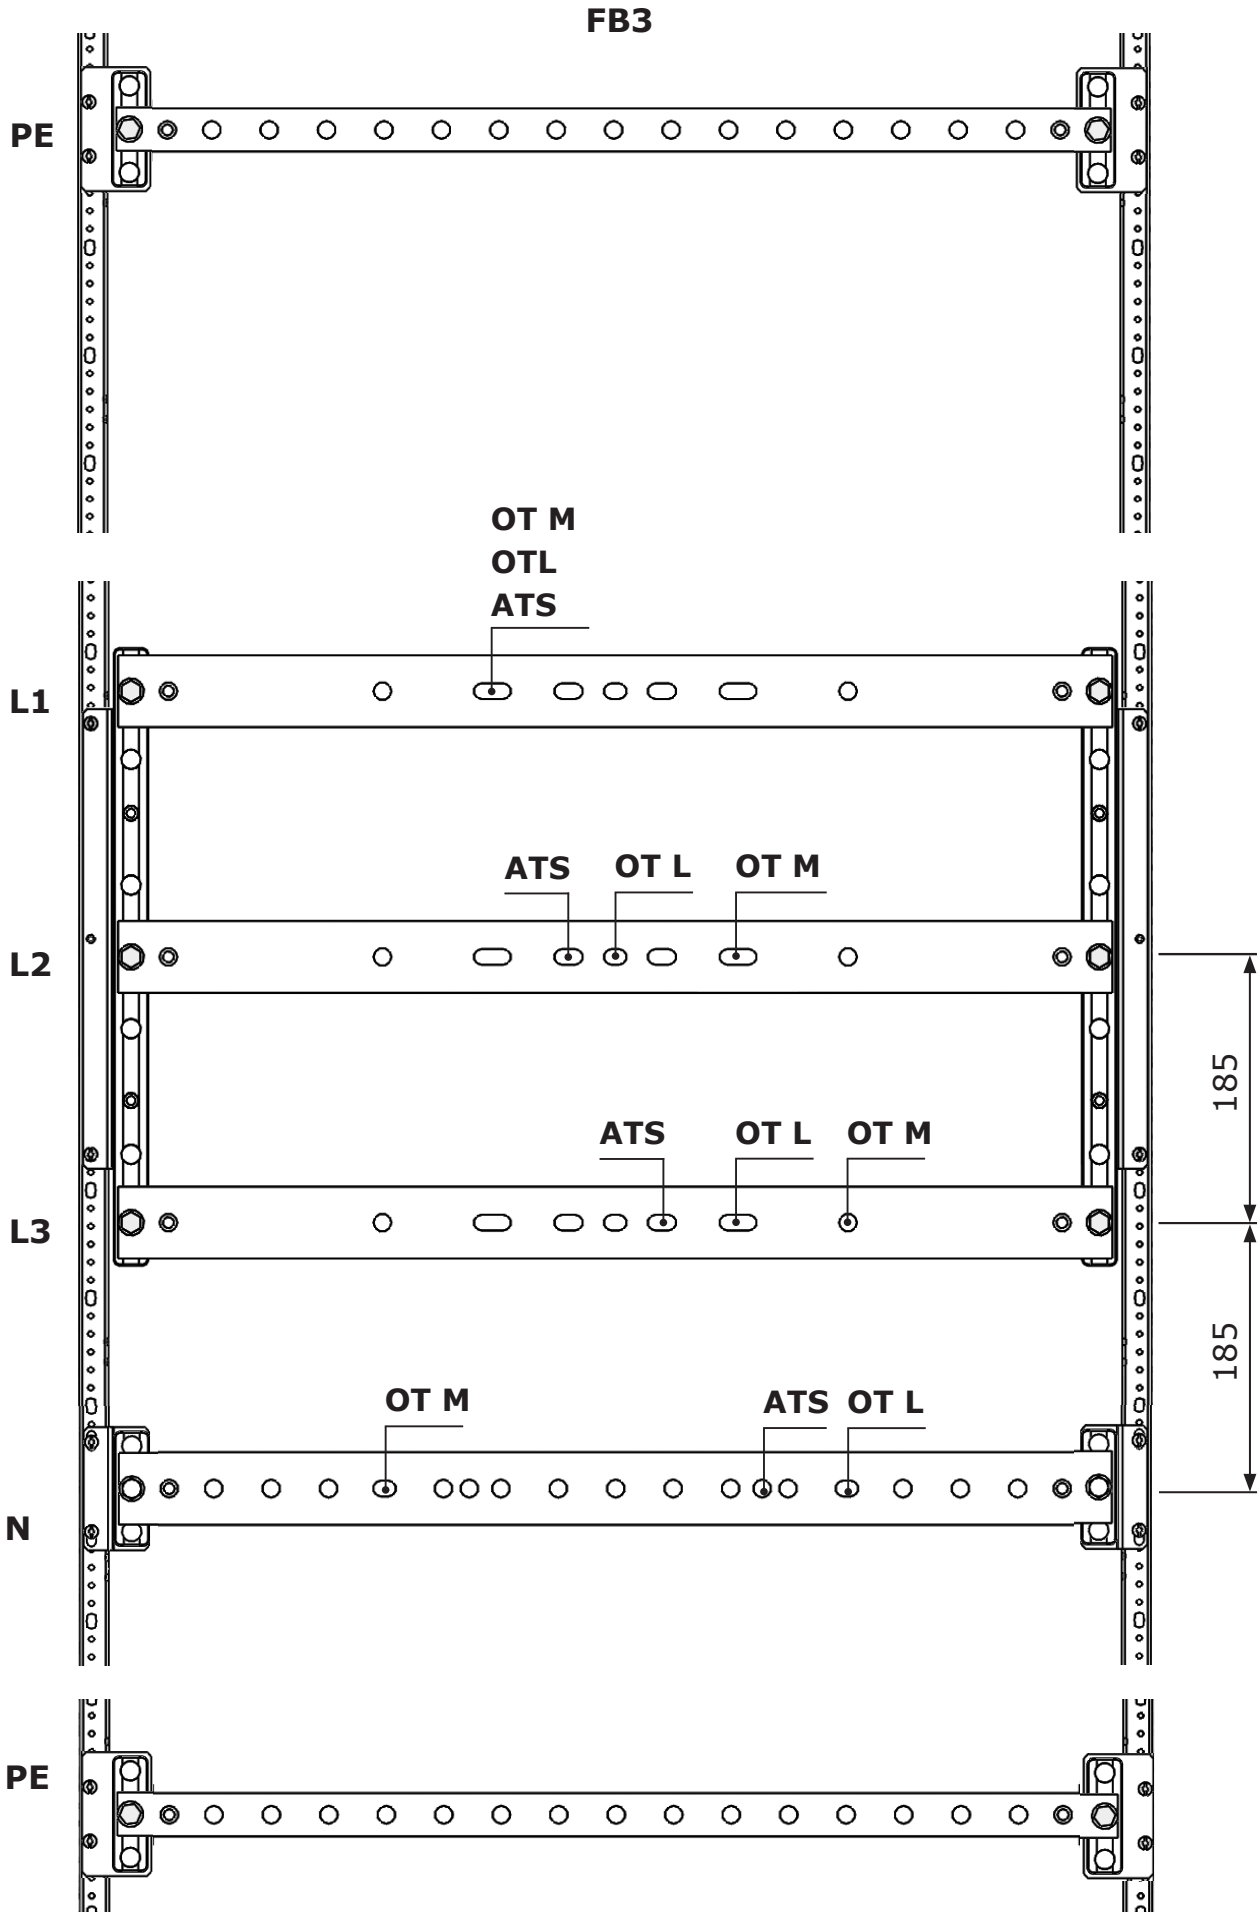 FB3
PE
OT M
OTL
ATS
L1
ATS OT L OT M
L2
185
ATS OT L OT M
L3
185
OT M ATS OT L
N
PE